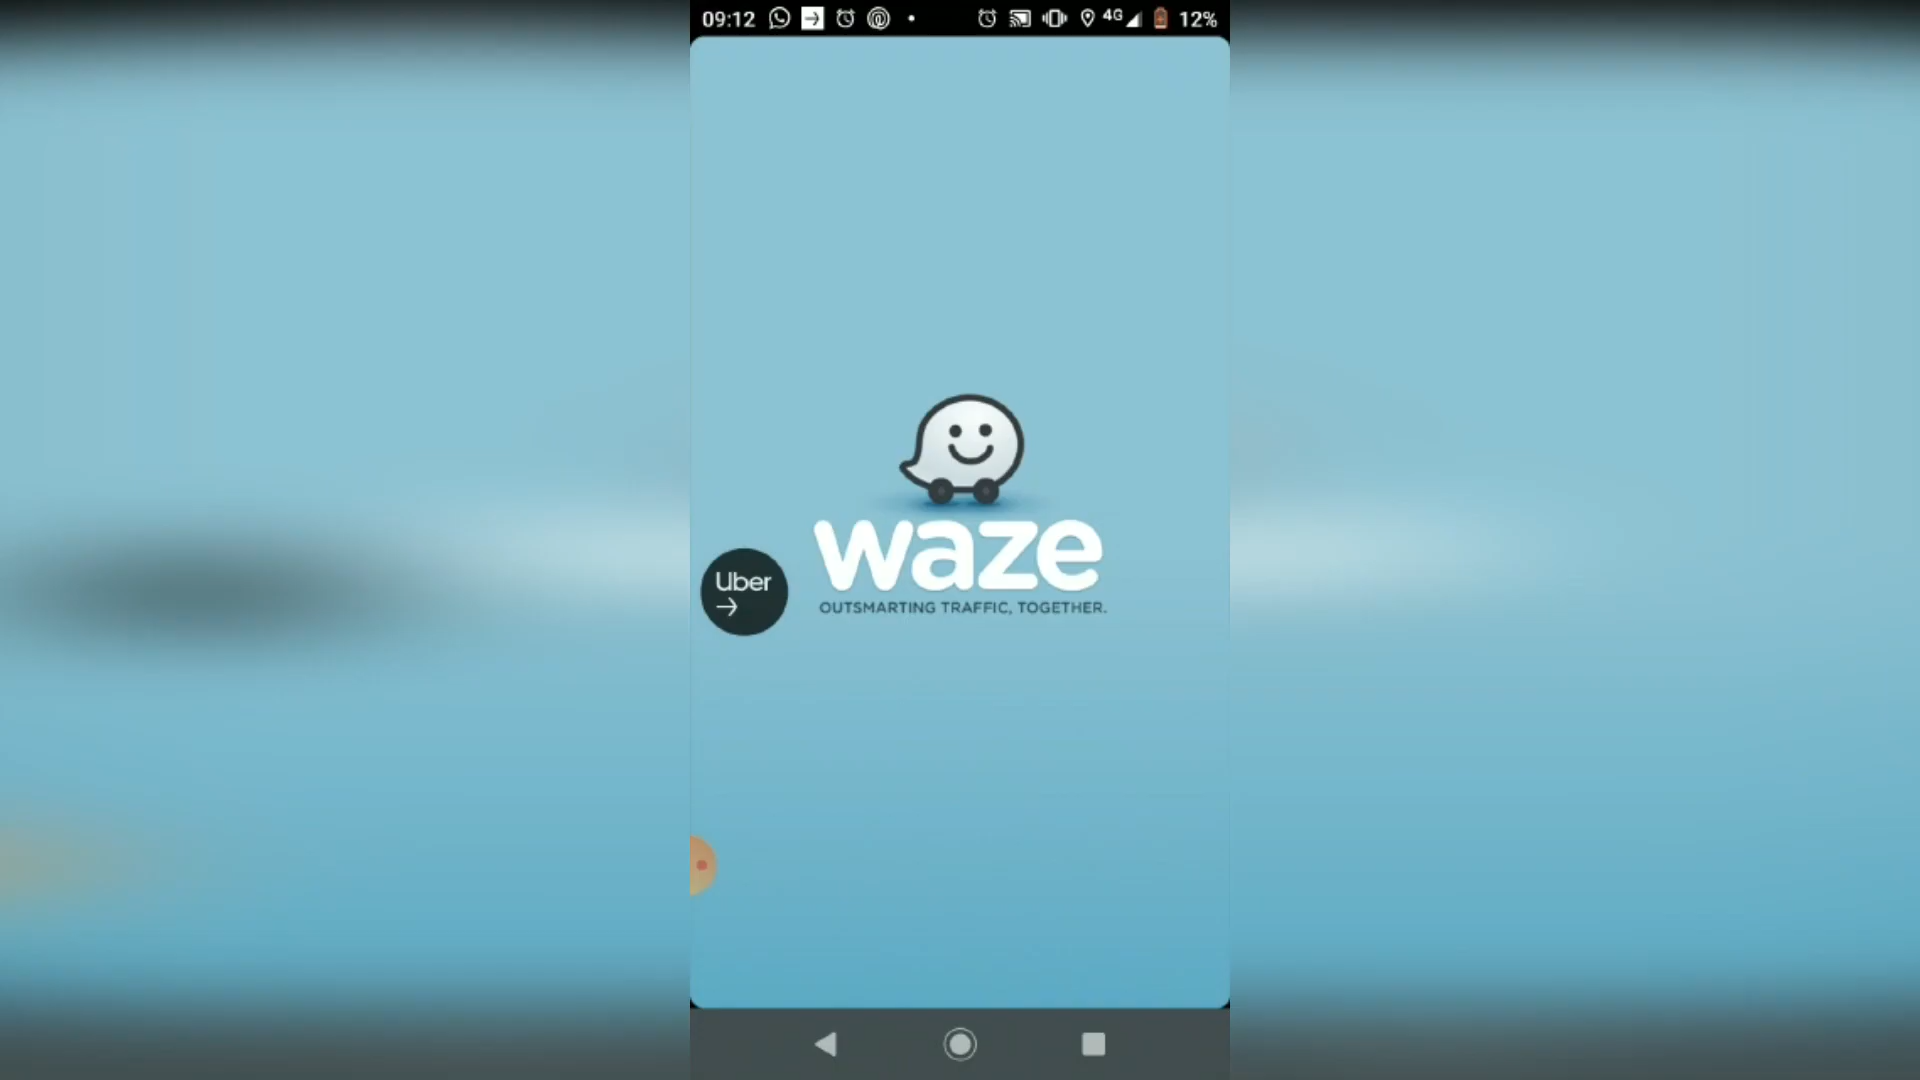 09:12 4G 12%
waze
Uber
OUTSMARTING TRAFFIC, TOGETHER.